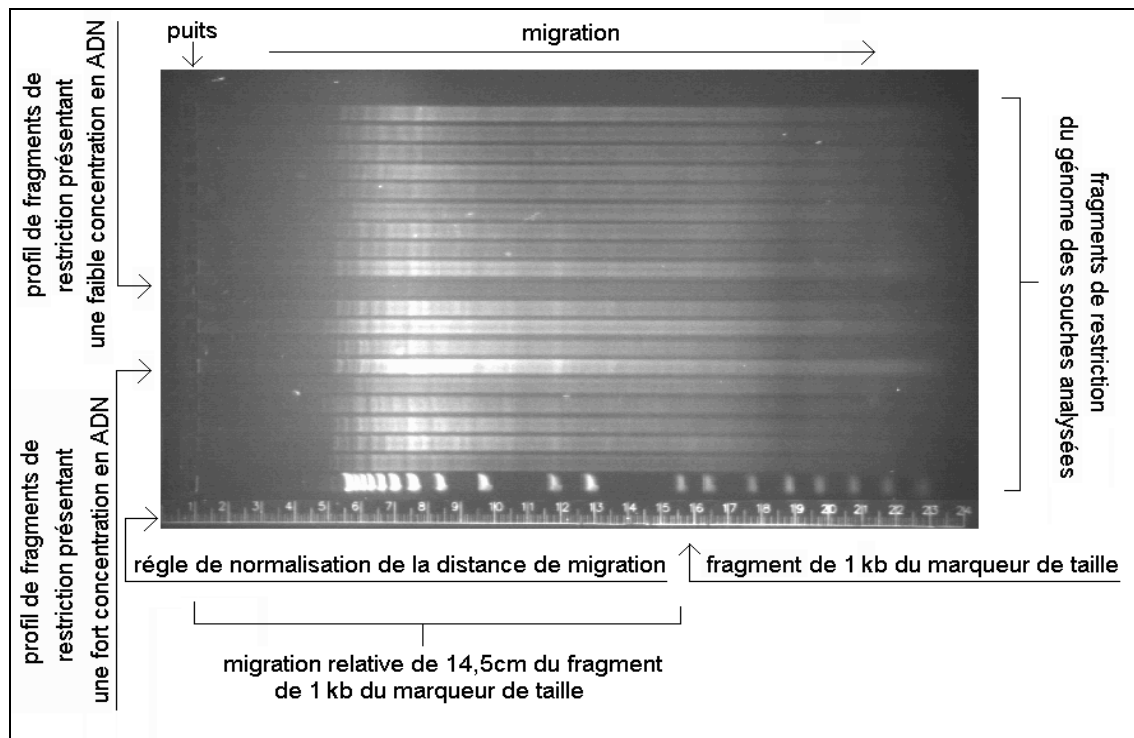 puits
migration
profil de fragments de
restriction présentant
une faible concentration en ADN
profil de fragments de
restriction présentant
une fort concentration en ADN
fragments de restriction
du génome des souches analysées
1 2 3 4 5 6 7 8 9 10 11 12 13 14 15 16 17 18 19 20 21 22 23 24
régle de normalisation de la distance de migration
fragment de 1 kb du marqueur de taille
migration relative de 14,5cm du fragment
de 1 kb du marqueur de taille